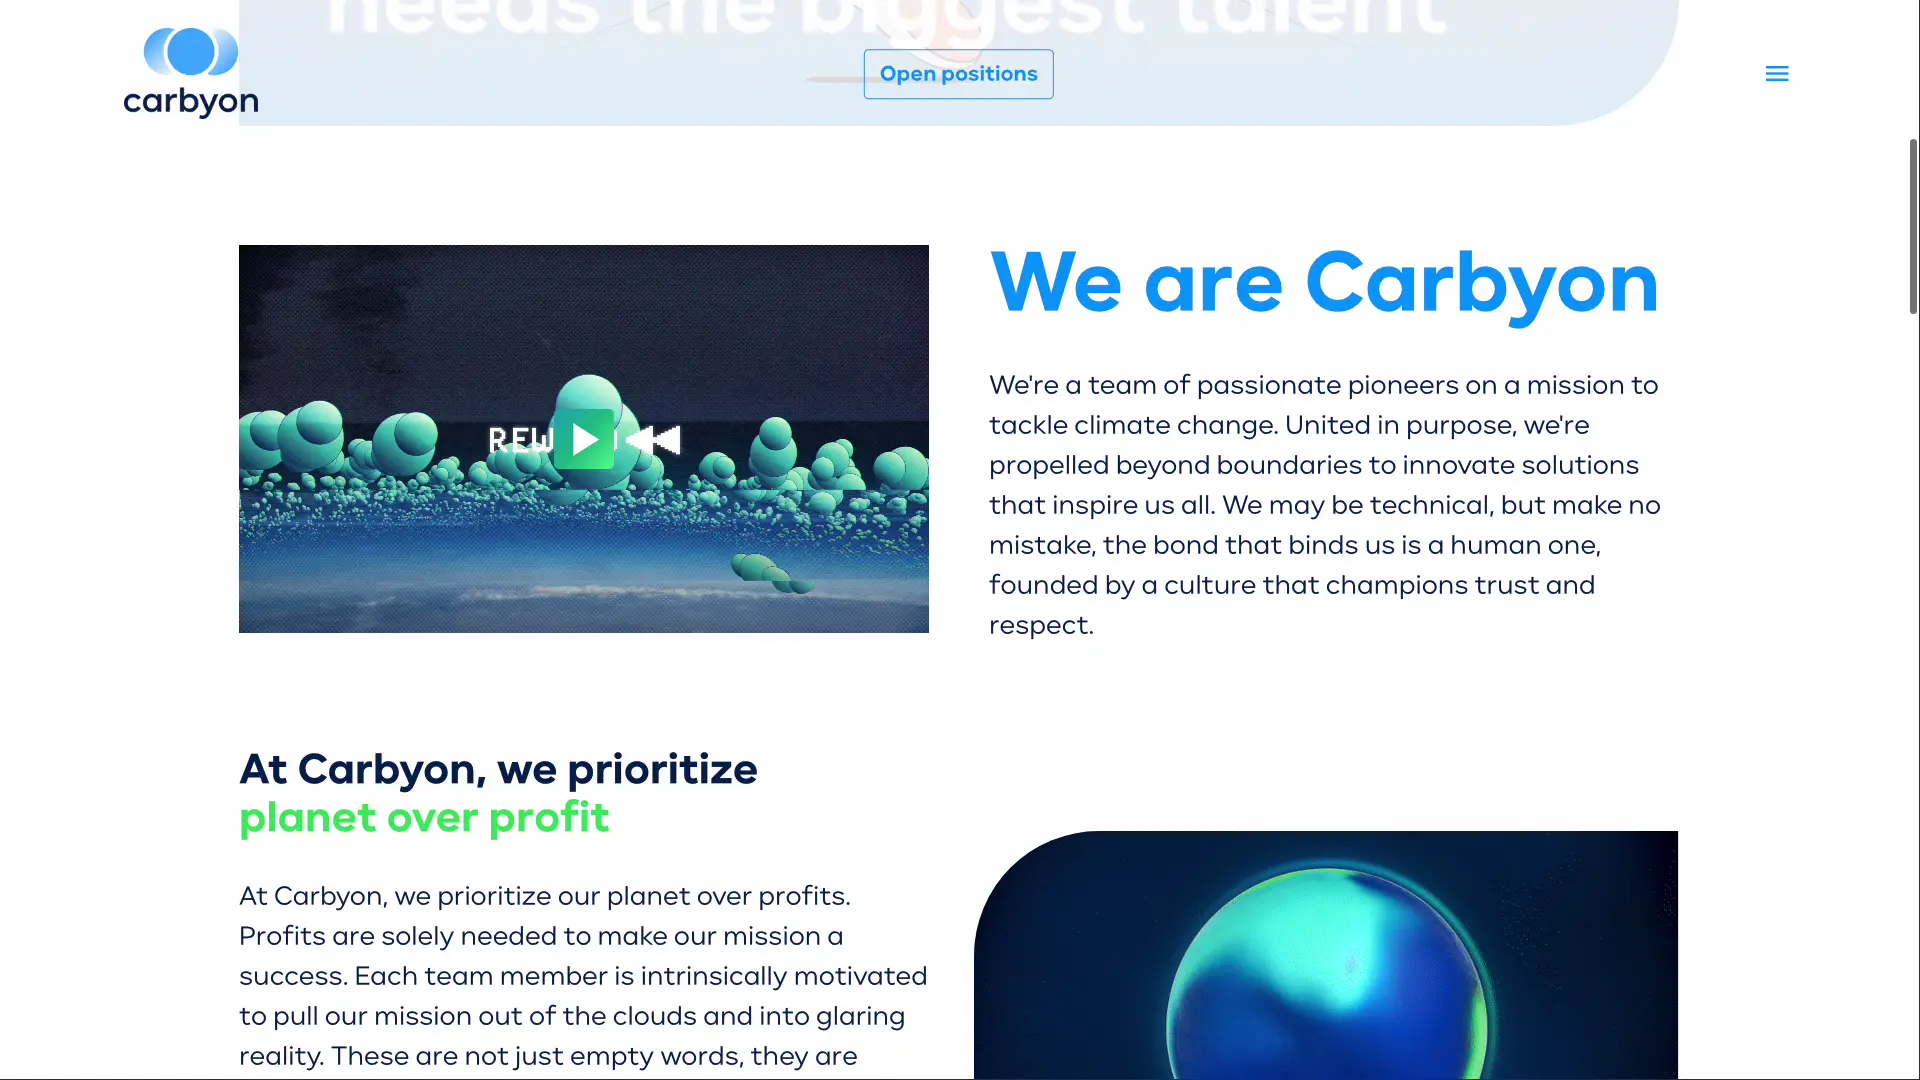 needs the biggest talent
carbyon
Open positions
We are Carbyon
We're a team of passionate pioneers on a mission to
tackle climate change. United in purpose, we're
propelled beyond boundaries to innovate solutions
that inspire us all. We may be technical, but make no
mistake, the bond that binds us is a human one,
founded by a culture that champions trust and
respect.
At Carbyon, we prioritize
planet over profit
At Carbyon, we prioritize our planet over profits.
Profits are solely needed to make our mission a
success. Each team member is intrinsically motivated
to pull our mission out of the clouds and into glaring
reality. These are not just empty words, they are